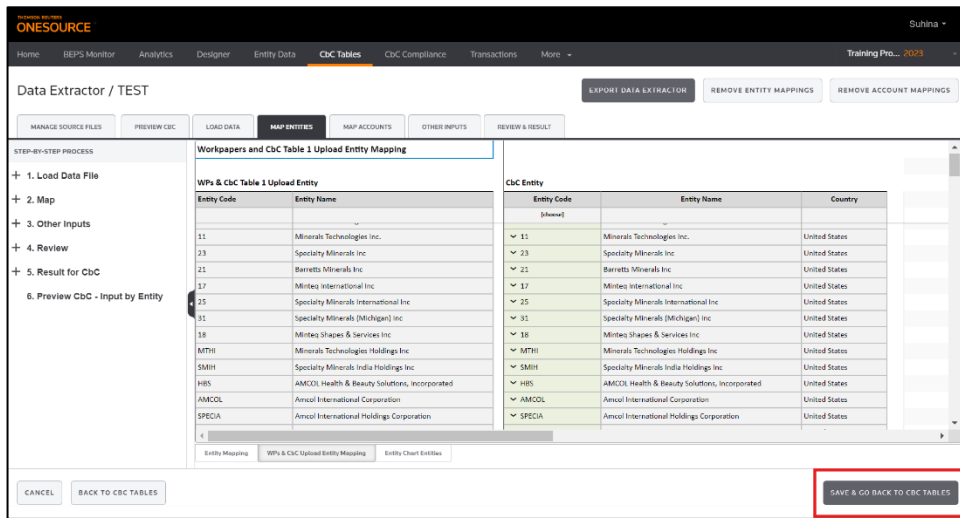 THOMSON REUTERS
ONESOURCE
Suhina
Home BEPS Monitor Analytics Designer Entity Data CbC Tables CbC Compliance Transactions More Training Pro... 2023
Data Extractor / TEST
EXPORT DATA EXTRACTOR REMOVE ENTITY MAPPINGS REMOVE ACCOUNT MAPPINGS
MANAGE SOURCE FILES PREVIEW CBC LOAD DATA MAP ENTITIES MAP ACCOUNTS OTHER INPUTS REVIEW & RESULT
STEP-BY-STEP PROCESS
+ 1. Load Data File
+ 2. Map
+ 3. Other Inputs
+ 4. Review
+ 5. Result for CbC
6. Preview CbC - Input by Entity
Workpapers and CbC Table 1 Upload Entity Mapping
WPs & CbC Table 1 Upload Entity CbC Entity
Entity Code Entity Name Entity Code Entity Name Country
[choose]
11 Minerals Technologies Inc. 11 Minerals Technologies Inc. United States
23 Specialty Minerals Inc 23 Specialty Minerals Inc United States
21 Barretts Minerals Inc 21 Barretts Minerals Inc United States
17 Minteq International Inc 17 Minteq International Inc United States
25 Specialty Minerals International Inc 25 Specialty Minerals International Inc United States
31 Specialty Minerals (Michigan) Inc 31 Specialty Minerals (Michigan) Inc United States
18 Minteq Shapes & Services Inc 18 Minteq Shapes & Services Inc United States
MTHI Minerals Technologies Holdings Inc MTHI Minerals Technologies Holdings Inc United States
SMIH Specialty Minerals India Holdings Inc SMIH Specialty Minerals India Holdings Inc United States
HBS AMCOL Health & Beauty Solutions, Incorporated HBS AMCOL Health & Beauty Solutions, Incorporated United States
AMCOL Amcol International Corporation AMCOL Amcol International Corporation United States
SPECIA Amcol International Holdings Corporation SPECIA Amcol International Holdings Corporation United States
Entity Mapping WPs & CbC Upload Entity Mapping Entity Chart Entities
CANCEL BACK TO CBC TABLES SAVE & GO BACK TO CBC TABLES